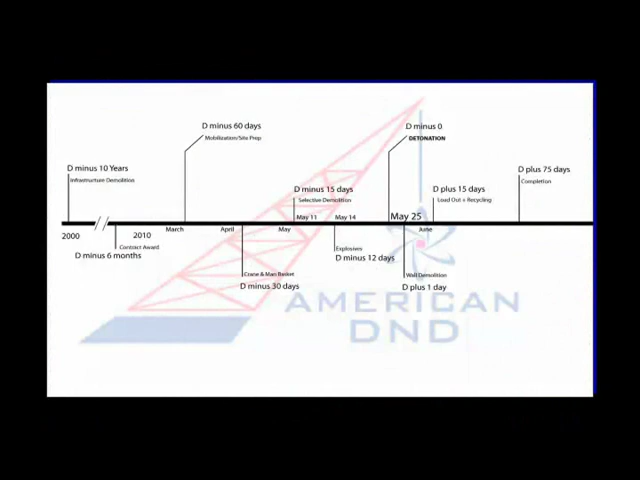 D minus 60 days
Mobilization/Site Prep
D minus 0
DETONATION
D minus 10 Years
Infrastructure Demolition
D plus 75 days
Completion
D minus 15 days
Selective Demolition
D plus 15 days
Load Out + Recycling
May 11
May 14
May 25
2000
2010
March
April
May
June
Contract Award
D minus 6 months
Explosives
D minus 12 days
Crane & Man Basket
D minus 30 days
Wall Demolition
D plus 1 day
AMERICAN
DND